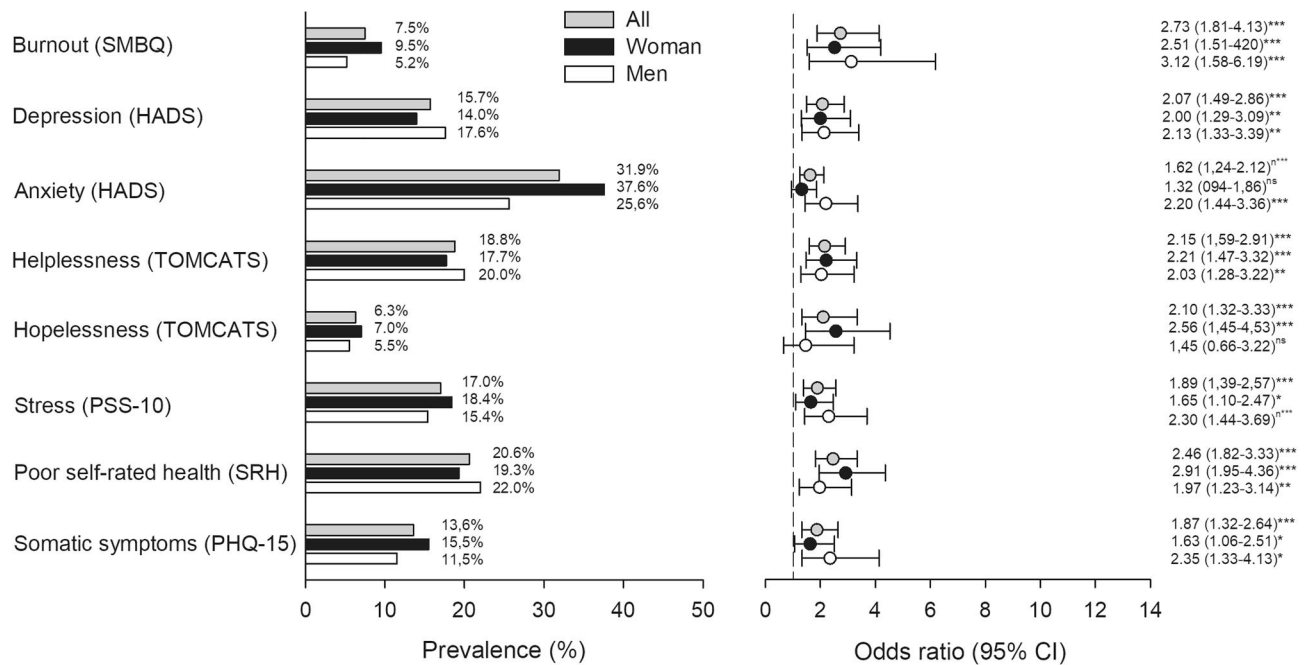 All
Woman
Men
Burnout (SMBQ)
7.5%
9.5%
5.2%
2.73 (1.81-4.13)***
2.51 (1.51-420)***
3.12 (1.58-6.19)***
Depression (HADS)
15.7%
14.0%
17.6%
2.07 (1.49-2.86)***
2.00 (1.29-3.09)**
2.13 (1.33-3.39)**
Anxiety (HADS)
31.9%
37.6%
25,6%
1.62 (1,24-2.12)n***
1.32 (094-1,86)ns
2.20 (1.44-3.36)***
Helplessness (TOMCATS)
18.8%
17.7%
20.0%
2.15 (1,59-2.91)***
2.21 (1.47-3.32)***
2.03 (1.28-3.22)**
Hopelessness (TOMCATS)
6.3%
7.0%
5.5%
2.10 (1.32-3.33)***
2.56 (1,45-4,53)***
1,45 (0.66-3.22)ns
Stress (PSS-10)
17.0%
18.4%
15.4%
1.89 (1,39-2,57)***
1.65 (1.10-2.47)*
2.30 (1.44-3.69)n***
Poor self-rated health (SRH)
20.6%
19.3%
22.0%
2.46 (1.82-3.33)***
2.91 (1.95-4.36)***
1.97 (1.23-3.14)**
Somatic symptoms (PHQ-15)
13,6%
15,5%
11,5%
1.87 (1.32-2.64)***
1.63 (1.06-2.51)*
2.35 (1.33-4.13)*
0 10 20 30 40 50
Prevalence (%)
0 2 4 6 8 10 12 14
Odds ratio (95% CI)